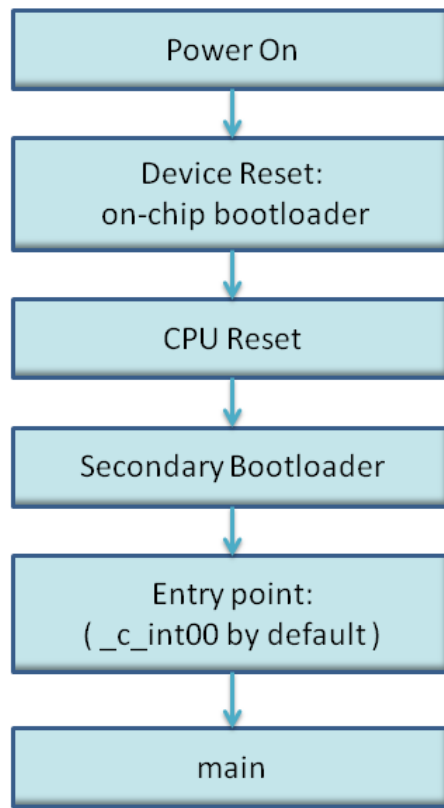 Power On
Device Reset:
on-chip bootloader
CPU Reset
Secondary Bootloader
Entry point:
( _c_int00 by default )
main